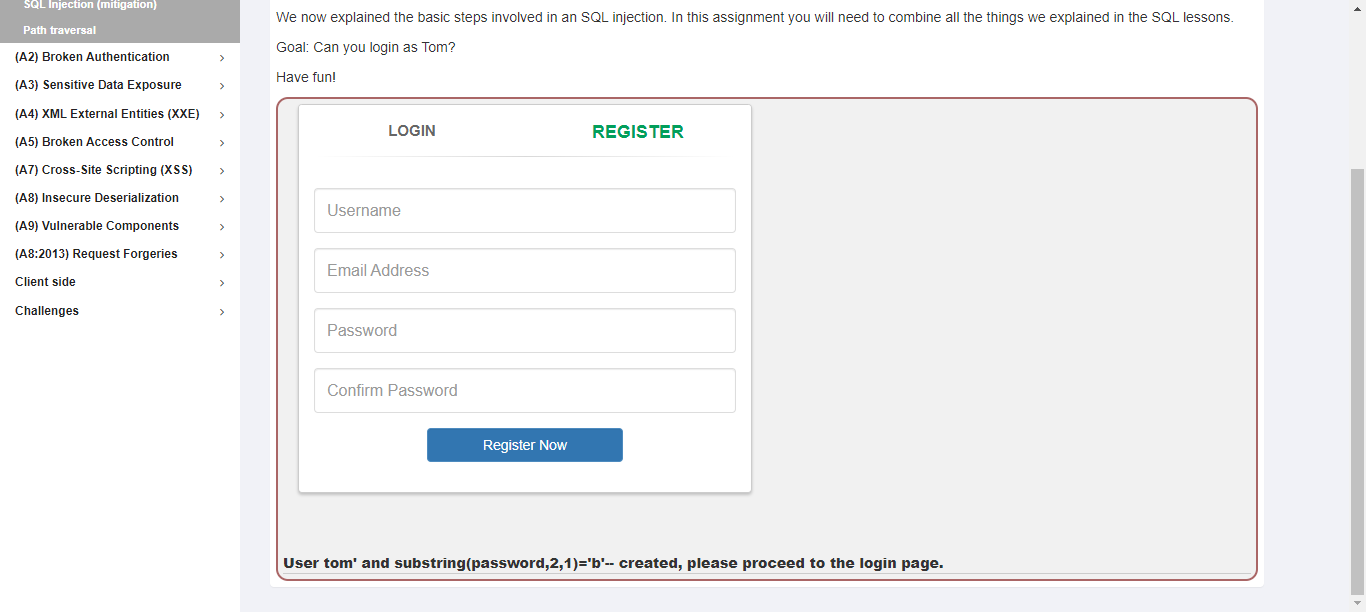 SQL Injection (mitigation)
Path traversal
(A2) Broken Authentication
(A3) Sensitive Data Exposure
(A4) XML External Entities (XXE)
(A5) Broken Access Control
(A7) Cross-Site Scripting (XSS)
(A8) Insecure Deserialization
(A9) Vulnerable Components
(A8:2013) Request Forgeries
Client side
Challenges
We now explained the basic steps involved in an SQL injection. In this assignment you will need to combine all the things we explained in the SQL lessons.
Goal: Can you login as Tom?
Have fun!
LOGIN REGISTER
Username
Email Address
Password
Confirm Password
Register Now
User tom' and substring(password,2,1)='b'-- created, please proceed to the login page.